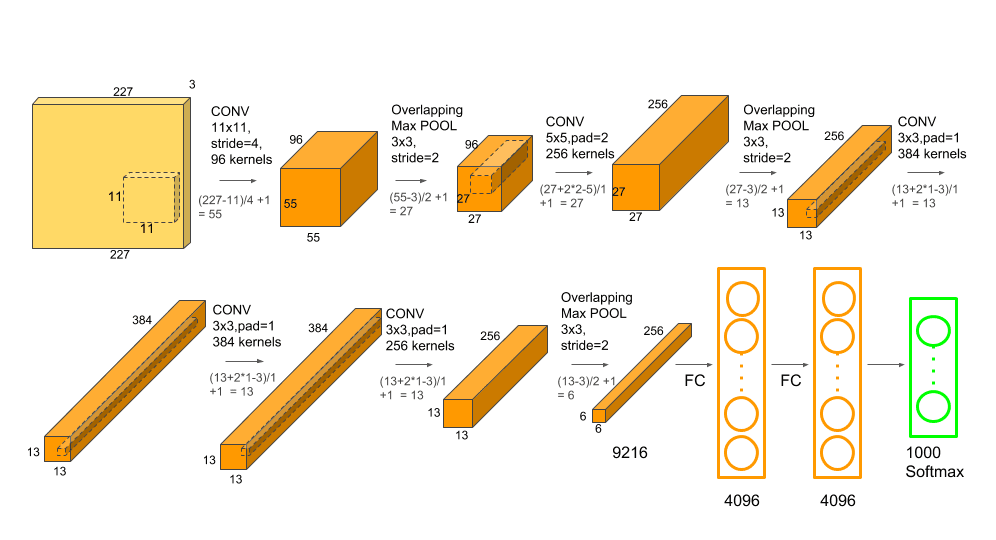 227
3
11
11
227
CONV
11x11,
stride=4,
96 kernels
(227-11)/4 +1
= 55
96
55
55
Overlapping
Max POOL
3x3,
stride=2
(55-3)/2 +1
= 27
96
27
27
CONV
5x5,pad=2
256 kernels
(27+2*2-5)/1
+1 = 27
256
27
27
Overlapping
Max POOL
3x3,
stride=2
(27-3)/2 +1
= 13
256
13
13
CONV
3x3,pad=1
384 kernels
(13+2*1-3)/1
+1 = 13
384
13
13
CONV
3x3,pad=1
384 kernels
(13+2*1-3)/1
+1 = 13
384
13
13
CONV
3x3,pad=1
256 kernels
(13+2*1-3)/1
+1 = 13
256
13
13
Overlapping
Max POOL
3x3,
stride=2
(13-3)/2 +1
= 6
256
6
6
9216
FC
4096
FC
4096
1000
Softmax